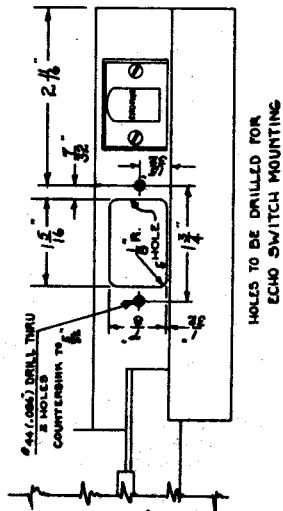 #44 (.086) DRILL THRU
2 HOLES
COUNTERSINK TO
1 5/16"
7/32"
1/8" R.
HOLE
1 3/4"
HOLES TO BE DRILLED FOR
ECHO SWITCH MOUNTING